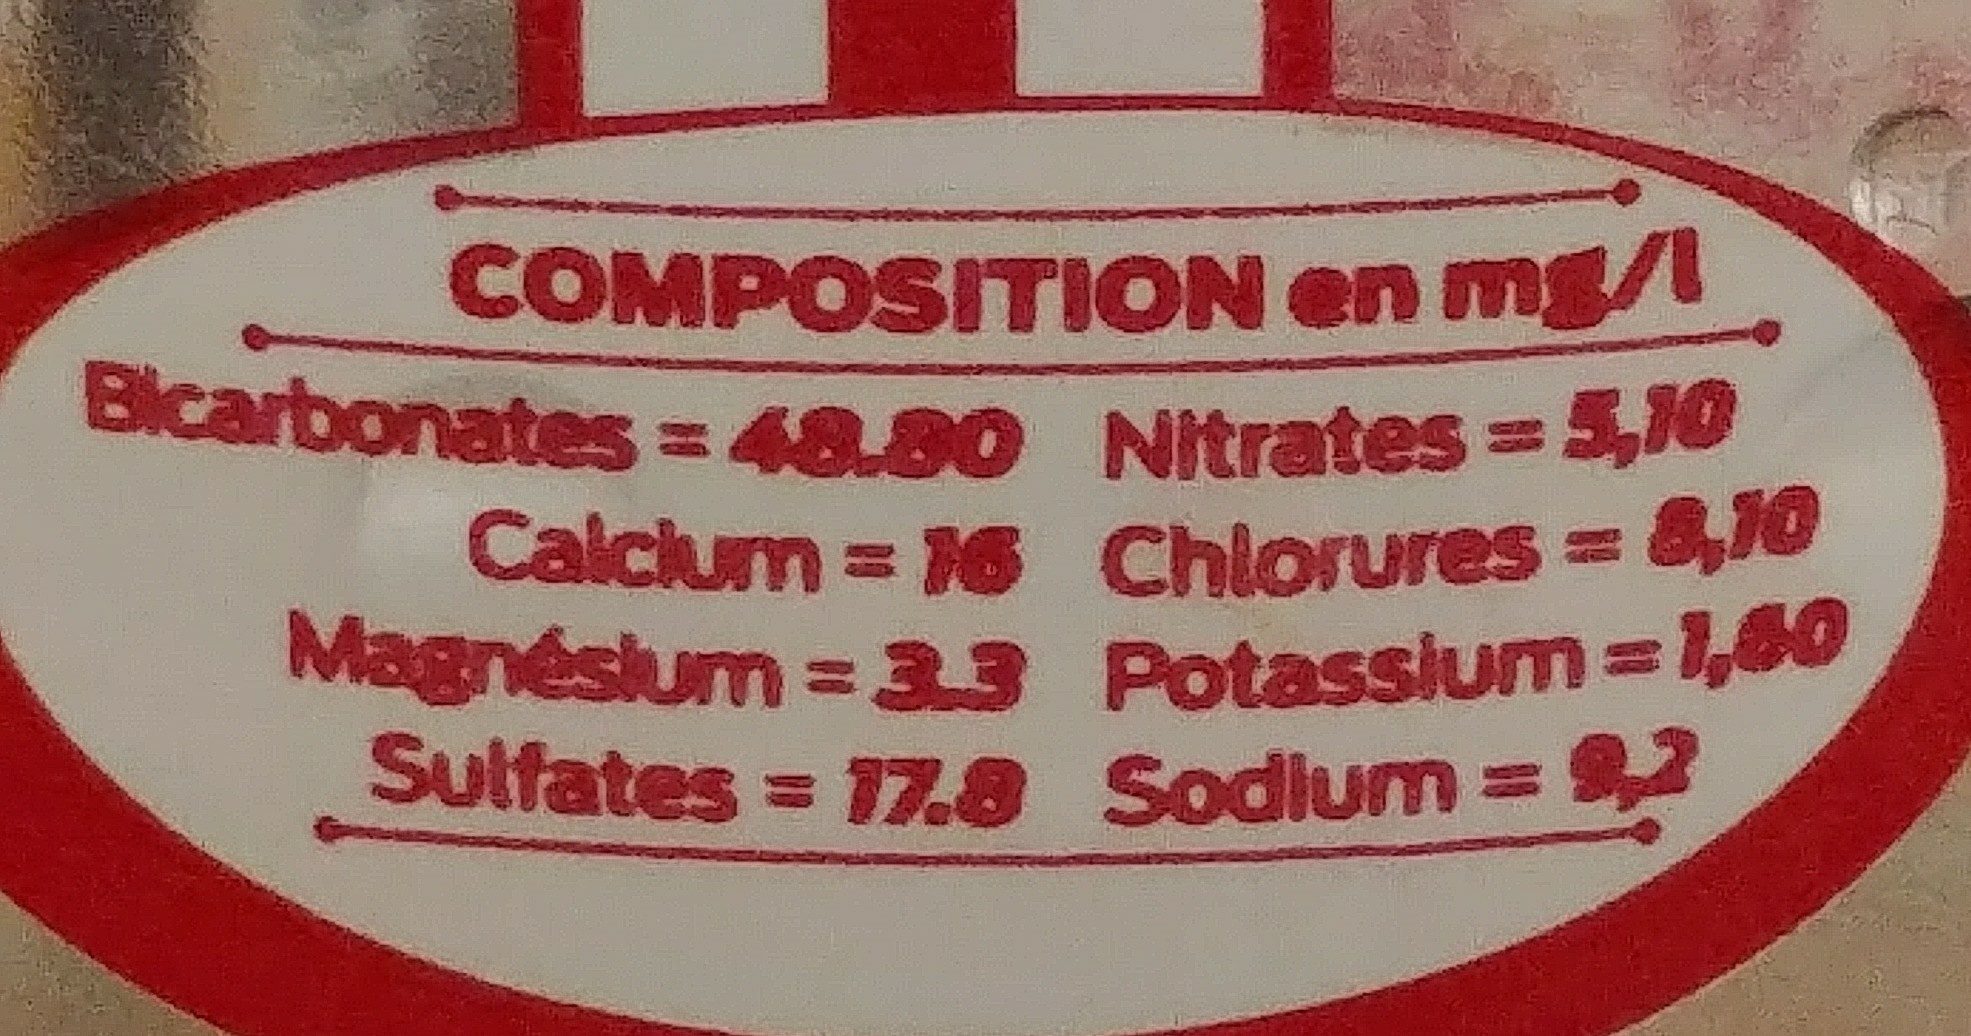 COMPOSITION en mg/l
Bicarbonates = 48.80 Nitrates = 5,10
Calcium = 16 Chlorures = 8,10
Magnésium = 3.3 Potassium = 1,60
Sulfates = 17.8 Sodium = 9,2